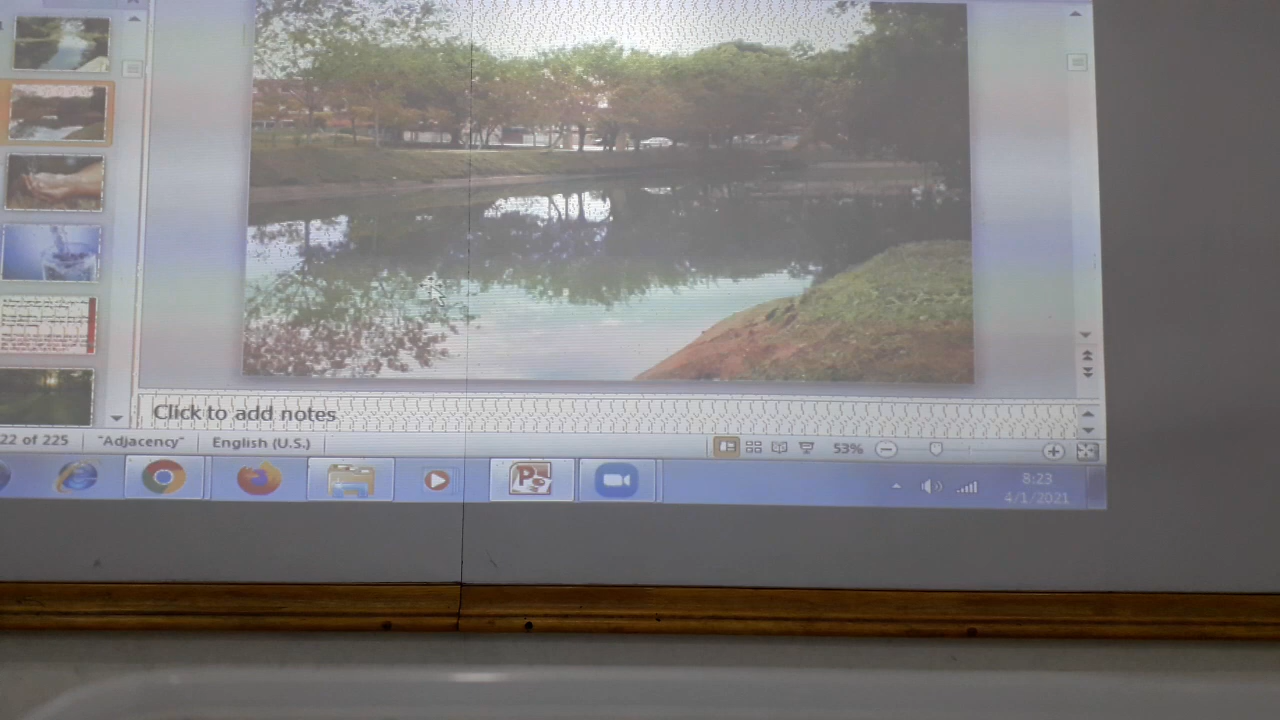 Click to add notes
22 of 225 "Adjacency" English (U.S.) 53%
8:23
4/1/2021